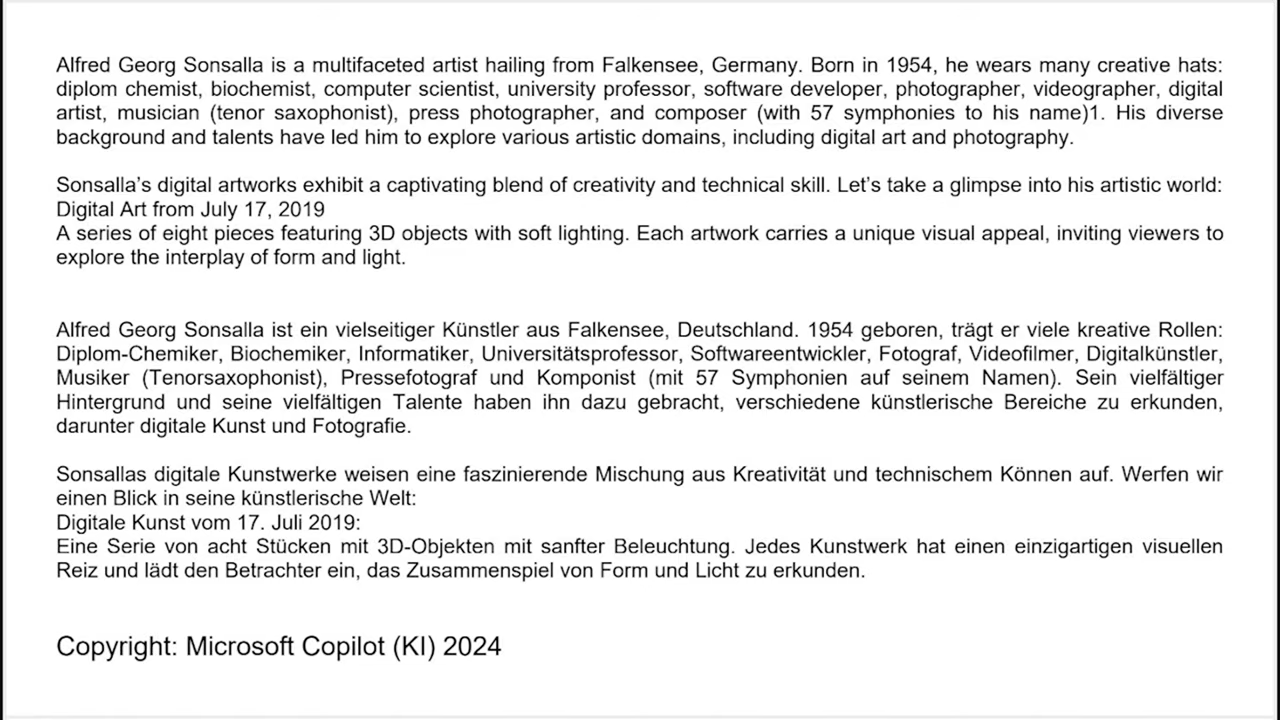 Alfred Georg Sonsalla is a multifaceted artist hailing from Falkensee, Germany. Born in 1954, he wears many creative hats:
diplom chemist, biochemist, computer scientist, university professor, software developer, photographer, videographer, digital
artist, musician (tenor saxophonist), press photographer, and composer (with 57 symphonies to his name)1. His diverse
background and talents have led him to explore various artistic domains, including digital art and photography.
Sonsalla’s digital artworks exhibit a captivating blend of creativity and technical skill. Let’s take a glimpse into his artistic world:
Digital Art from July 17, 2019
A series of eight pieces featuring 3D objects with soft lighting. Each artwork carries a unique visual appeal, inviting viewers to
explore the interplay of form and light.
Alfred Georg Sonsalla ist ein vielseitiger Künstler aus Falkensee, Deutschland. 1954 geboren, trägt er viele kreative Rollen:
Diplom-Chemiker, Biochemiker, Informatiker, Universitätsprofessor, Softwareentwickler, Fotograf, Videofilmer, Digitalkünstler,
Musiker (Tenorsaxophonist), Pressefotograf und Komponist (mit 57 Symphonien auf seinem Namen). Sein vielfältiger
Hintergrund und seine vielfältigen Talente haben ihn dazu gebracht, verschiedene künstlerische Bereiche zu erkunden,
darunter digitale Kunst und Fotografie.
Sonsallas digitale Kunstwerke weisen eine faszinierende Mischung aus Kreativität und technischem Können auf. Werfen wir
einen Blick in seine künstlerische Welt:
Digitale Kunst vom 17. Juli 2019:
Eine Serie von acht Stücken mit 3D-Objekten mit sanfter Beleuchtung. Jedes Kunstwerk hat einen einzigartigen visuellen
Reiz und lädt den Betrachter ein, das Zusammenspiel von Form und Licht zu erkunden.
Copyright: Microsoft Copilot (KI) 2024